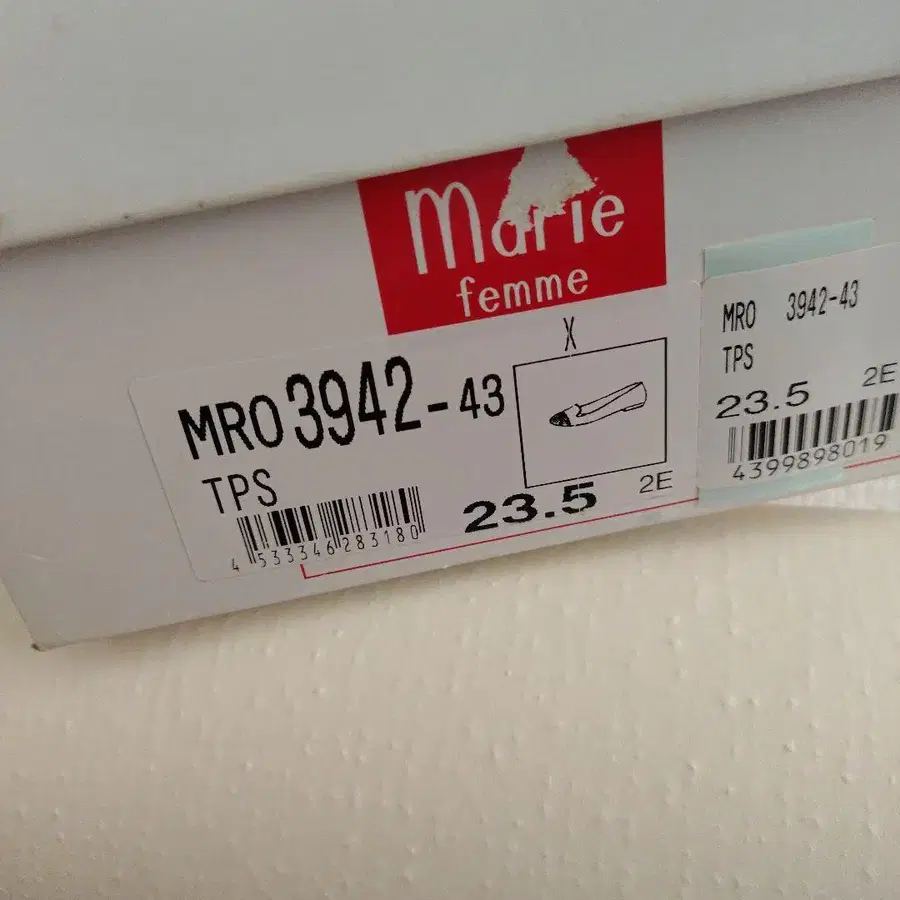 marie
femme
MRO 3942-43
TPS
X
4 533346 283180
23.5
2E
MRO 3942-43
TPS
23.5 2E
4399898019